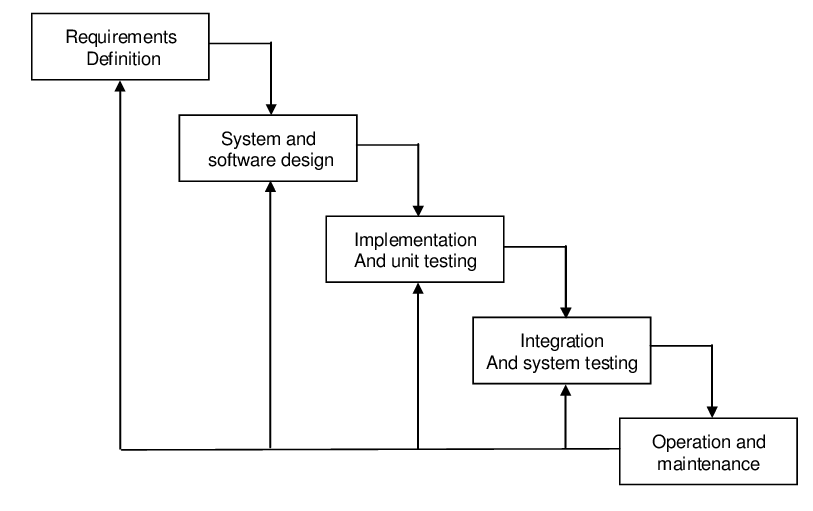 Requirements
Definition
System and
software design
Implementation
And unit testing
Integration
And system testing
Operation and
maintenance